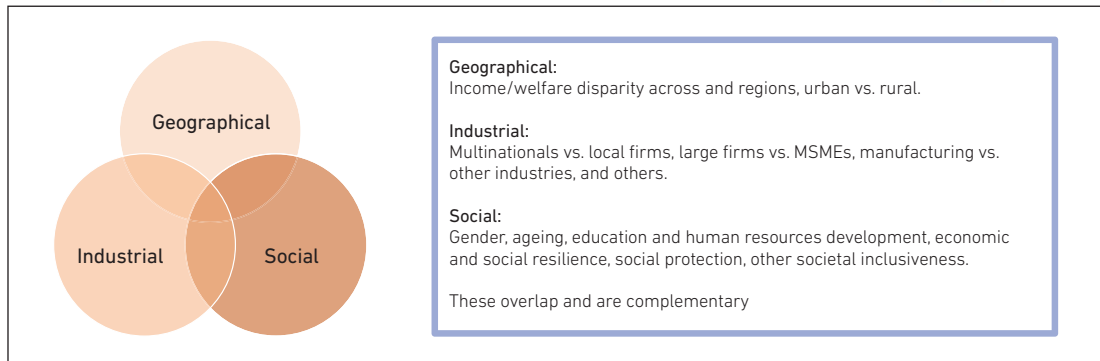 Geographical
Industrial
Social
Geographical:
Income/welfare disparity across and regions, urban vs. rural.
Industrial:
Multinationals vs. local firms, large firms vs. MSMEs, manufacturing vs.
other industries, and others.
Social:
Gender, ageing, education and human resources development, economic
and social resilience, social protection, other societal inclusiveness.
These overlap and are complementary